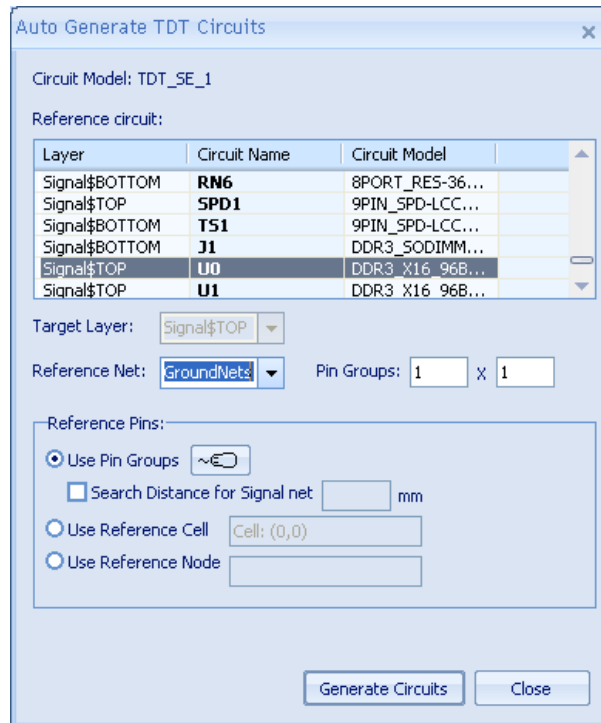 Auto Generate TDT Circuits
Circuit Model: TDT_SE_1
Reference circuit:
Layer Circuit Name Circuit Model
Signal$BOTTOM RN6 8PORT_RES-36...
Signal$TOP SPD1 9PIN_SPD-LCC...
Signal$BOTTOM TS1 9PIN_SPD-LCC...
Signal$BOTTOM J1 DDR3_SODIMM...
Signal$TOP U0 DDR3_X16_96B...
Signal$TOP U1 DDR3_X16_96B...
Target Layer: Signal$TOP
Reference Net: GroundNets Pin Groups: 1 X 1
Reference Pins:
Use Pin Groups
Search Distance for Signal net mm
Use Reference Cell Cell: (0,0)
Use Reference Node
Generate Circuits Close